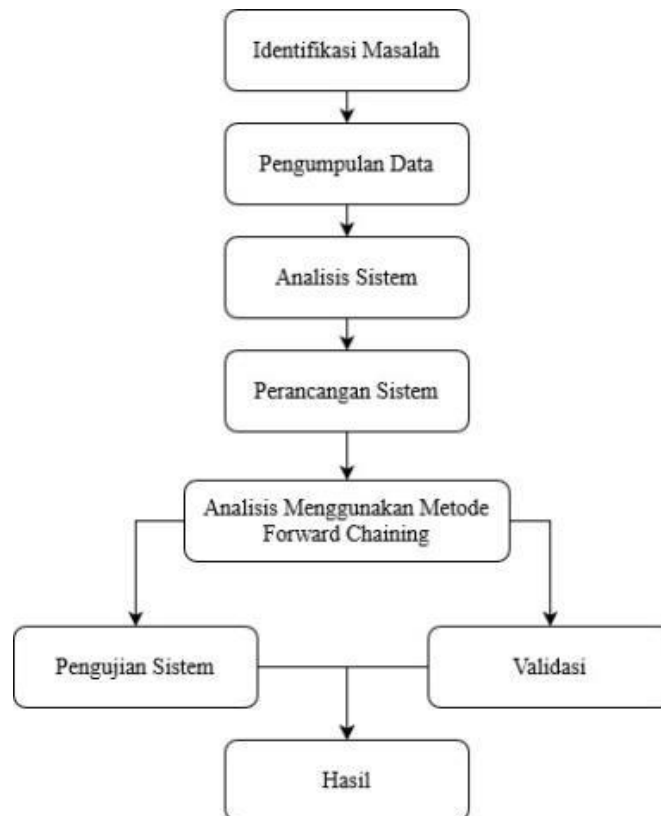 Identifikasi Masalah
Pengumpulan Data
Analisis Sistem
Perancangan Sistem
Analisis Menggunakan Metode
Forward Chaining
Pengujian Sistem
Validasi
Hasil